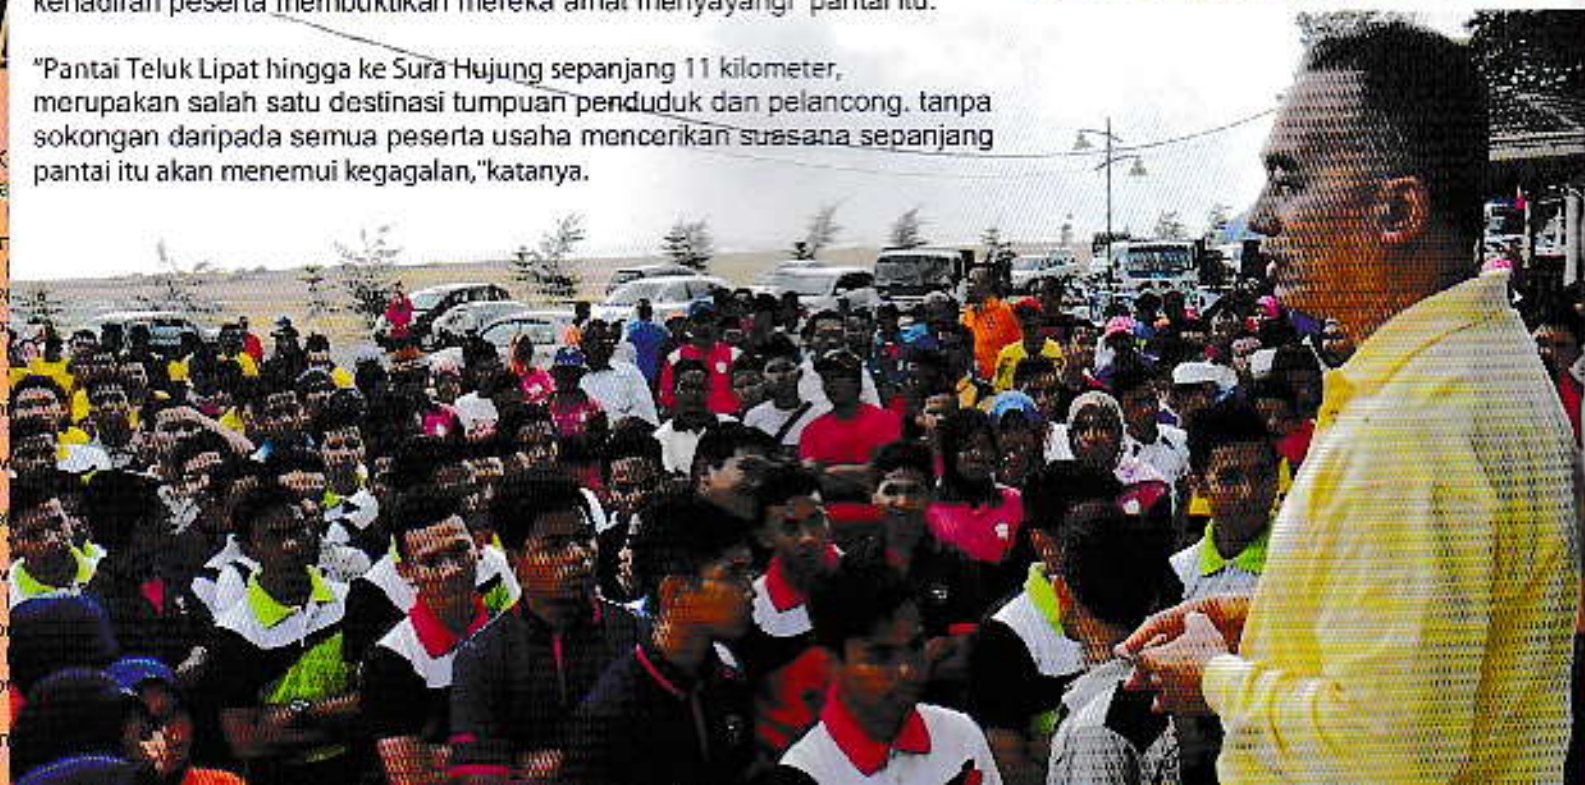 kehadiran peserta membuktikan mereka amat menyayangi pantai itu.
"Pantai Teluk Lipat hingga ke Sura Hujung sepanjang 11 kilometer,
merupakan salah satu destinasi tumpuan penduduk dan pelancong. tanpa
sokongan daripada semua peserta usaha mencerikan suasana sepanjang
pantai itu akan menemui kegagalan,"katanya.